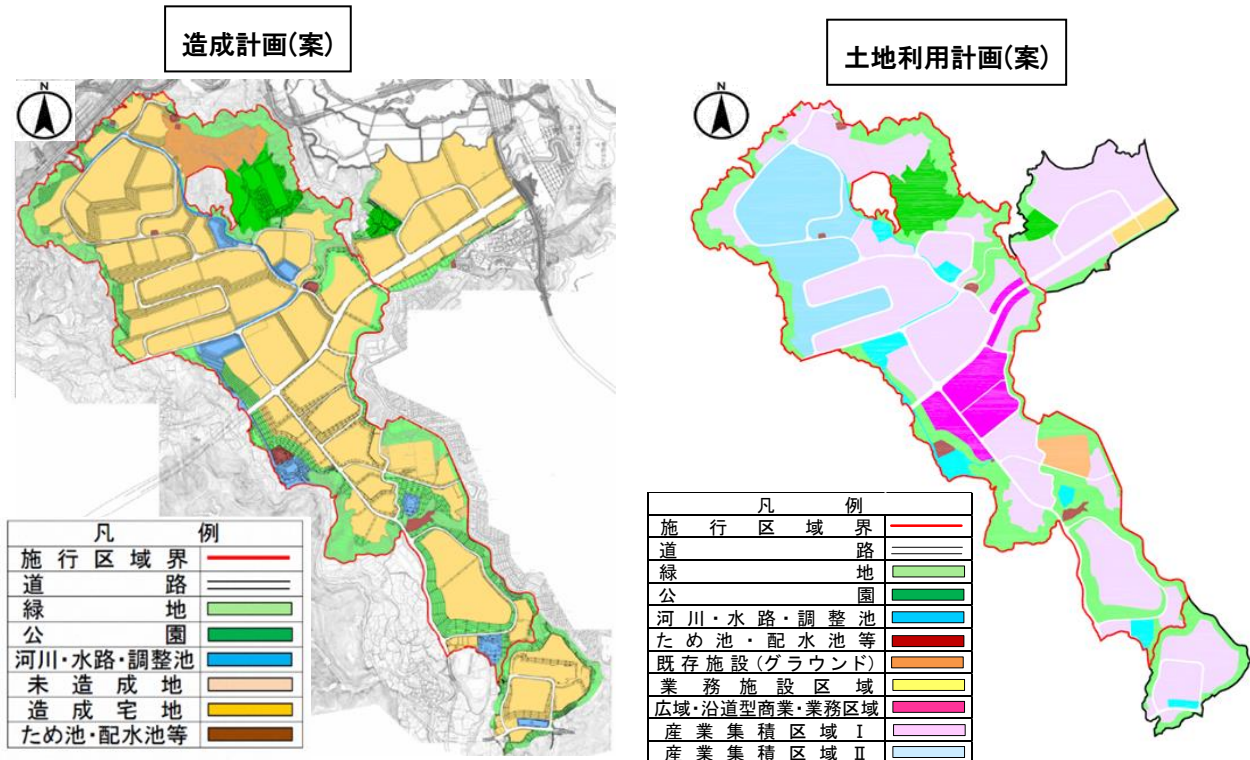 造成計画(案)
N
凡例
施行区域界
道路
緑地
公園
河川・水路・調整池
未造成地
造成宅地
ため池・配水池等
土地利用計画(案)
N
凡例
施行区域界
道路
緑地
公園
河川・水路・調整池
ため池・配水池等
既存施設(グラウンド)
業務施設区域
広域・沿道型商業・業務区域
産業集積区域Ⅰ
産業集積区域Ⅱ